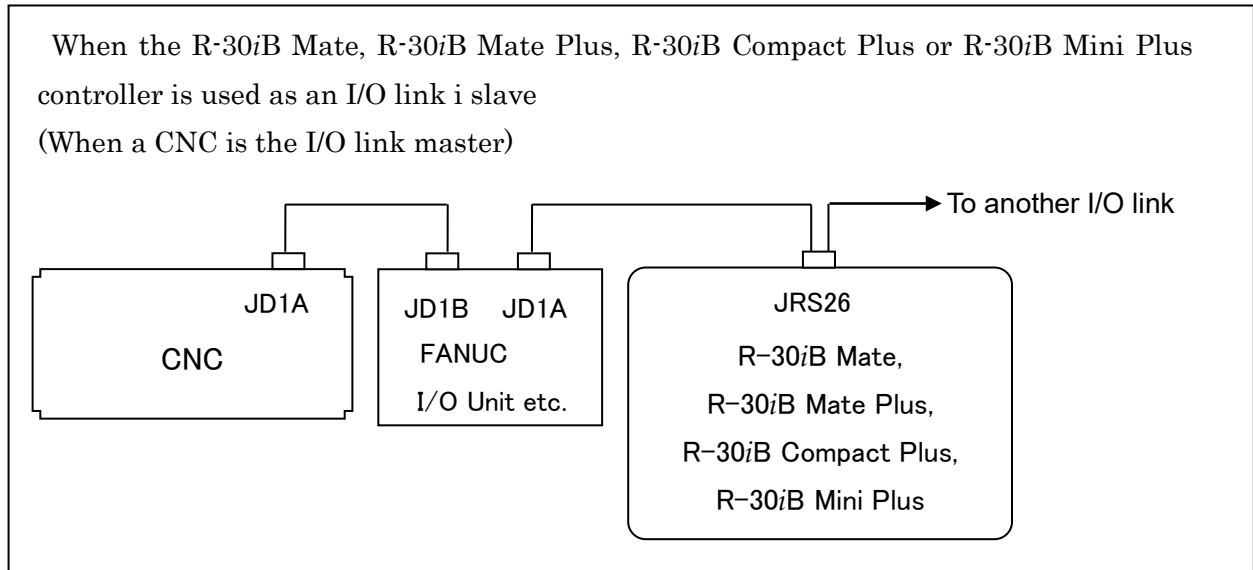 When the R-30iB Mate, R-30iB Mate Plus, R-30iB Compact Plus or R-30iB Mini Plus
controller is used as an I/O link i slave
(When a CNC is the I/O link master)
To another I/O link
JD1A
CNC
JD1B JD1A
FANUC
I/O Unit etc.
JRS26
R-30iB Mate,
R-30iB Mate Plus,
R-30iB Compact Plus,
R-30iB Mini Plus